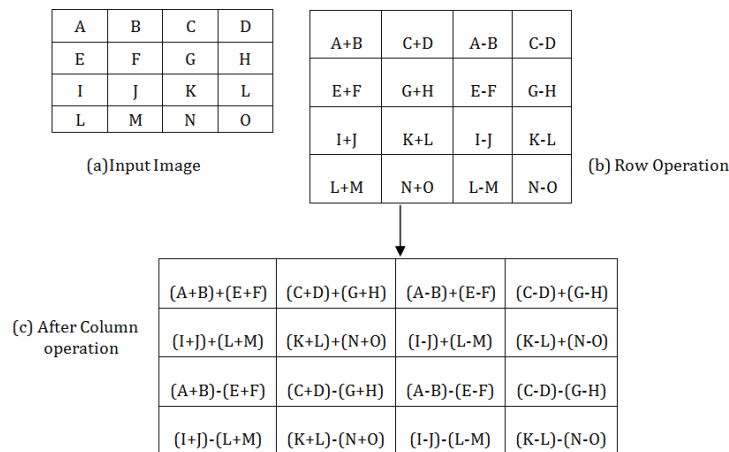 A B C D
E F G H
I J K L
L M N O
(a)Input Image
A+B C+D A-B C-D
E+F G+H E-F G-H
I+J K+L I-J K-L
L+M N+O L-M N-O
(b) Row Operation
(A+B)+(E+F) (C+D)+(G+H) (A-B)+(E-F) (C-D)+(G-H)
(I+J)+(L+M) (K+L)+(N+O) (I-J)+(L-M) (K-L)+(N-O)
(A+B)-(E+F) (C+D)-(G+H) (A-B)-(E-F) (C-D)-(G-H)
(I+J)-(L+M) (K+L)-(N+O) (I-J)-(L-M) (K-L)-(N-O)
(c) After Column
operation